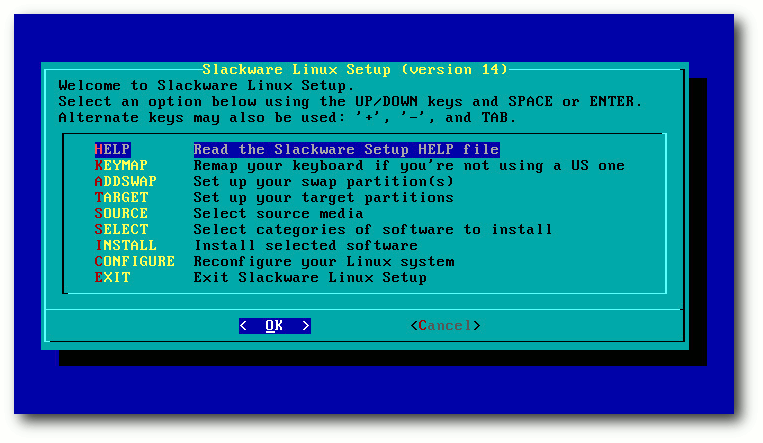 Slackware Linux Setup (version 14)
Welcome to Slackware Linux Setup.
Select an option below using the UP/DOWN keys and SPACE or ENTER.
Alternate keys may also be used: '+', '-', and TAB.
HELP Read the Slackware Setup HELP file
KEYMAP Remap your keyboard if you're not using a US one
ADDSWAP Set up your swap partition(s)
TARGET Set up your target partitions
SOURCE Select source media
SELECT Select categories of software to install
INSTALL Install selected software
CONFIGURE Reconfigure your Linux system
EXIT Exit Slackware Linux Setup
< OK > <Cancel>